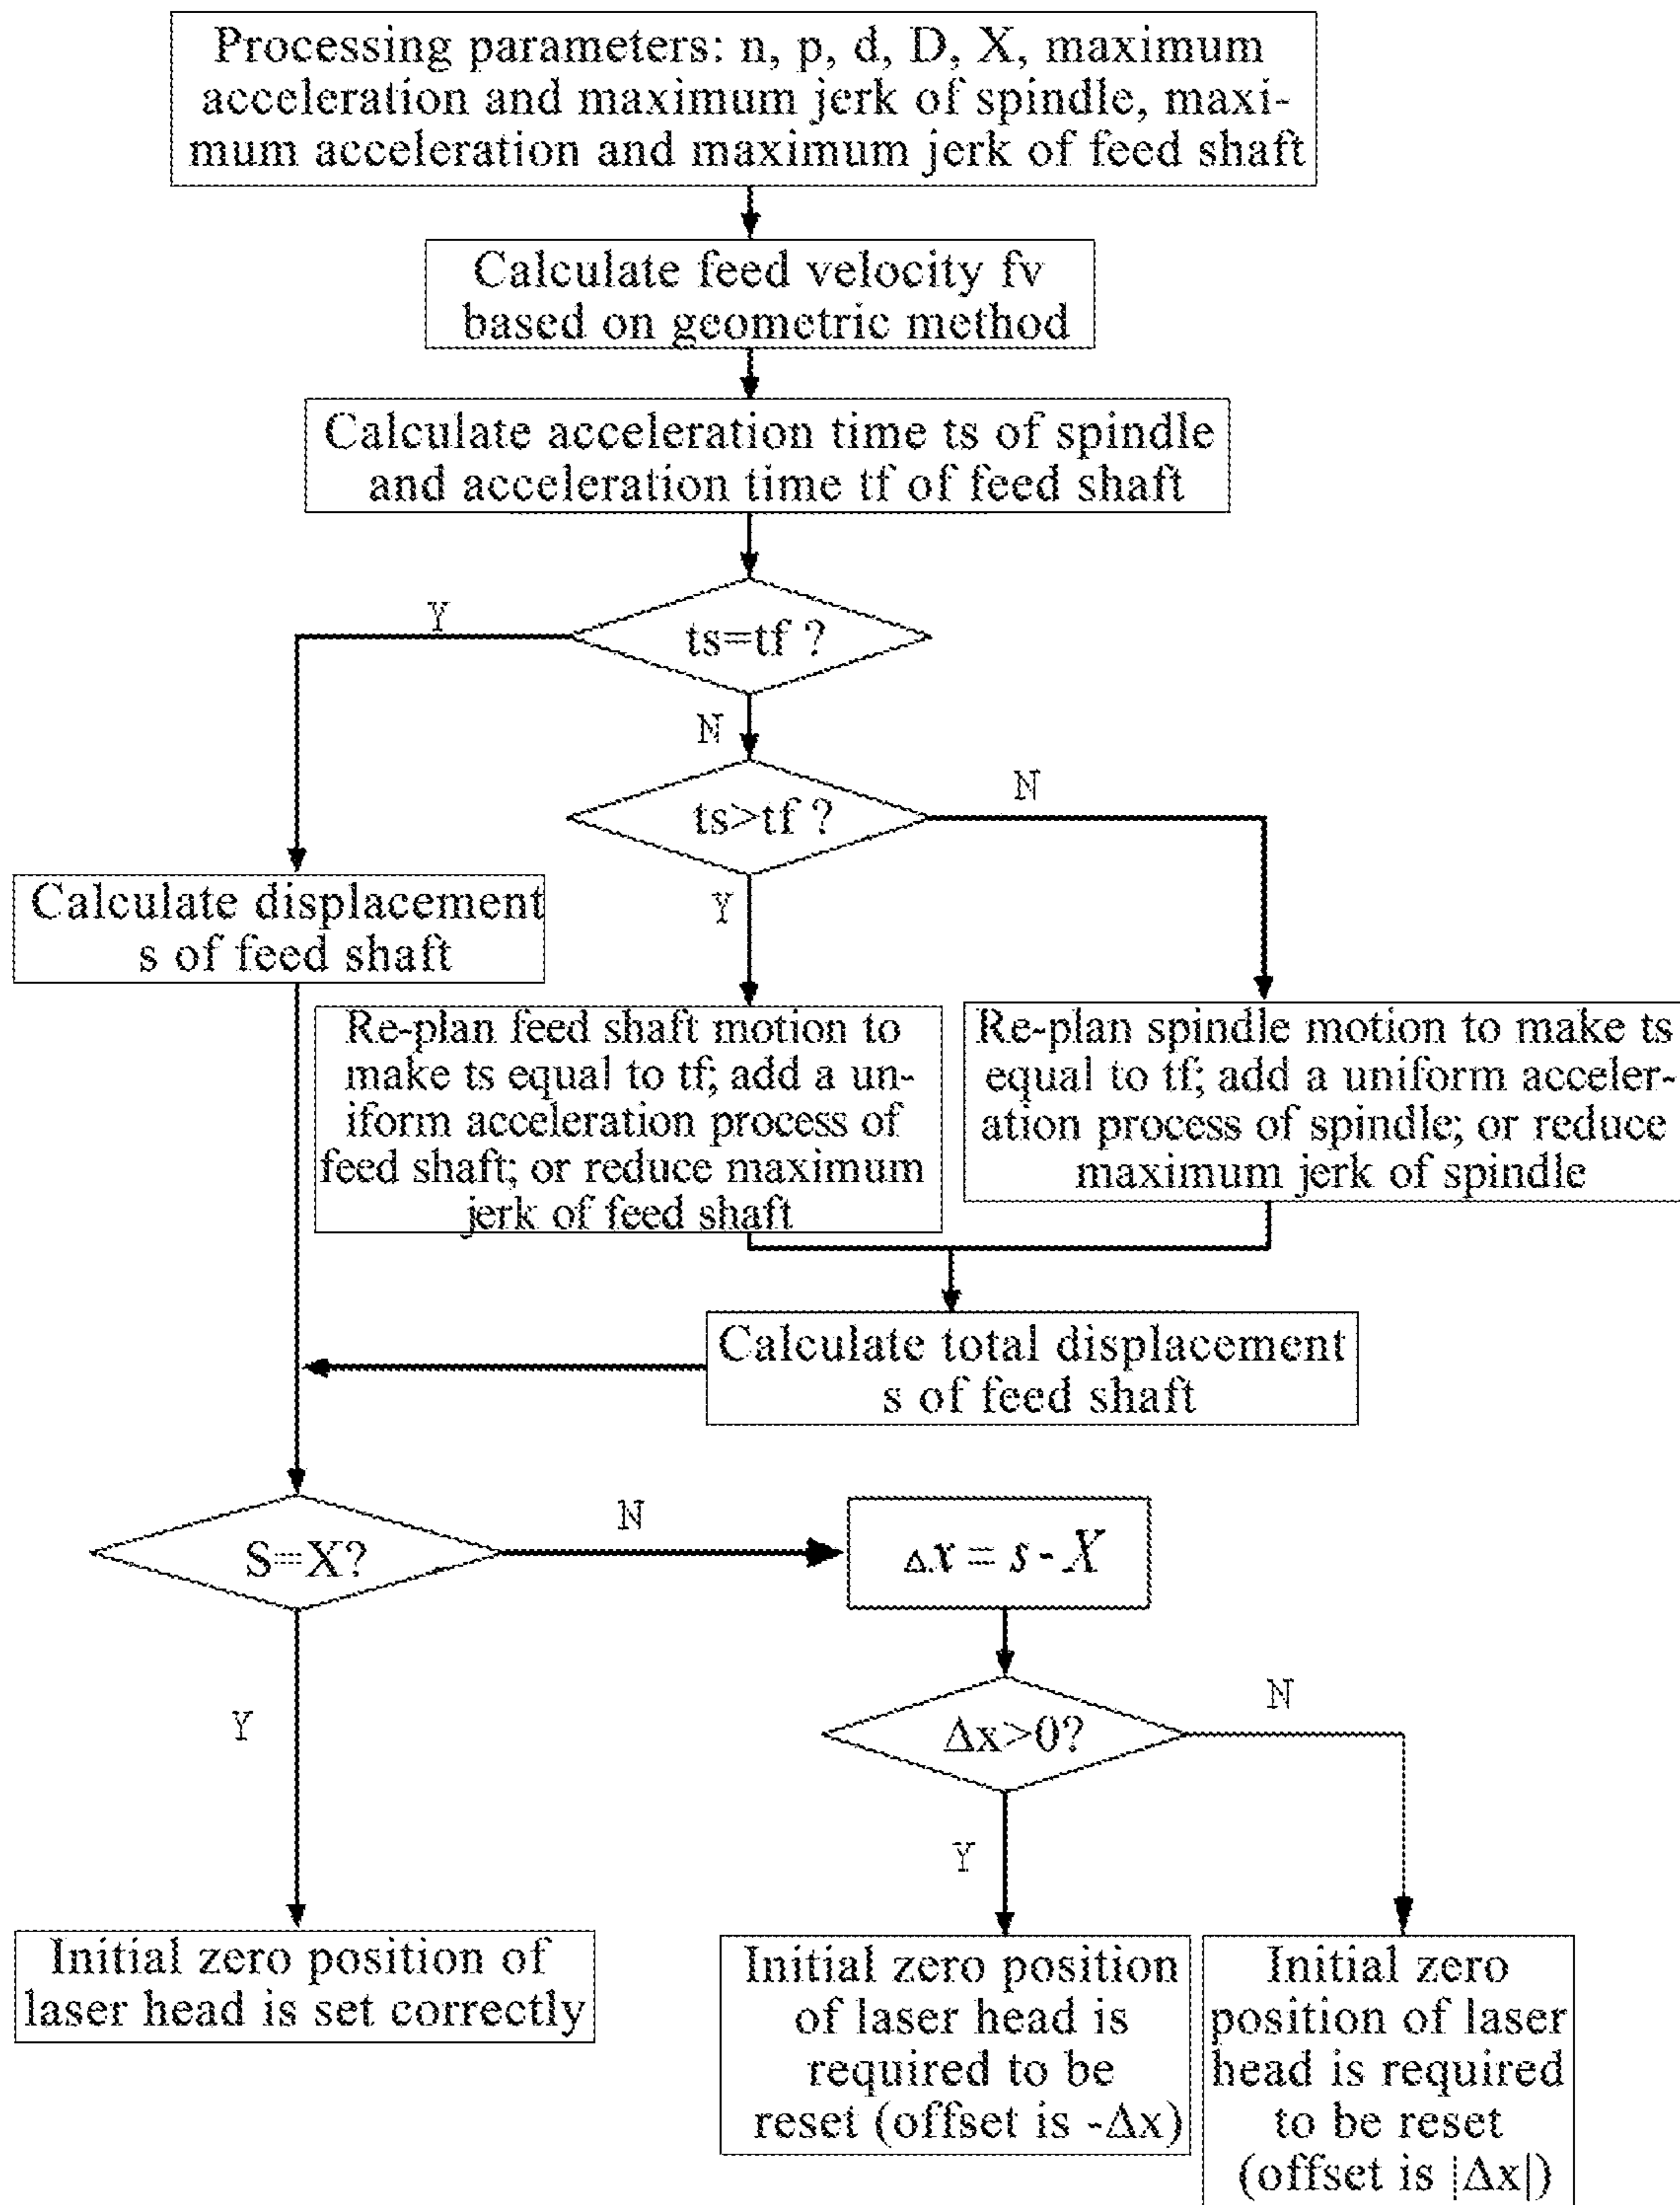 Processing parameters: n, p, d, D, X, maximum
acceleration and maximum jerk of spindle, maxi-
mum acceleration and maximum jerk of feed shaft
Calculate feed velocity fv
based on geometric method
Calculate acceleration time ts of spindle
and acceleration time tf of feed shaft
Y
ts=tf ?
N
ts>tf ?
N
Calculate displacement
s of feed shaft
Y
Re-plan feed shaft motion to
make ts equal to tf; add a un-
iform acceleration process of
feed shaft; or reduce maximum
jerk of feed shaft
Re-plan spindle motion to make ts
equal to tf; add a uniform acceler-
ation process of spindle; or reduce
maximum jerk of spindle
Calculate total displacement
s of feed shaft
S=X?
N
Δx = s - X
Y
Δx>0?
N
Y
Initial zero position of
laser head is set correctly
Initial zero position
of laser head is
required to be
reset (offset is -Δx)
Initial zero
position of laser
head is required
to be reset
(offset is |Δx|)